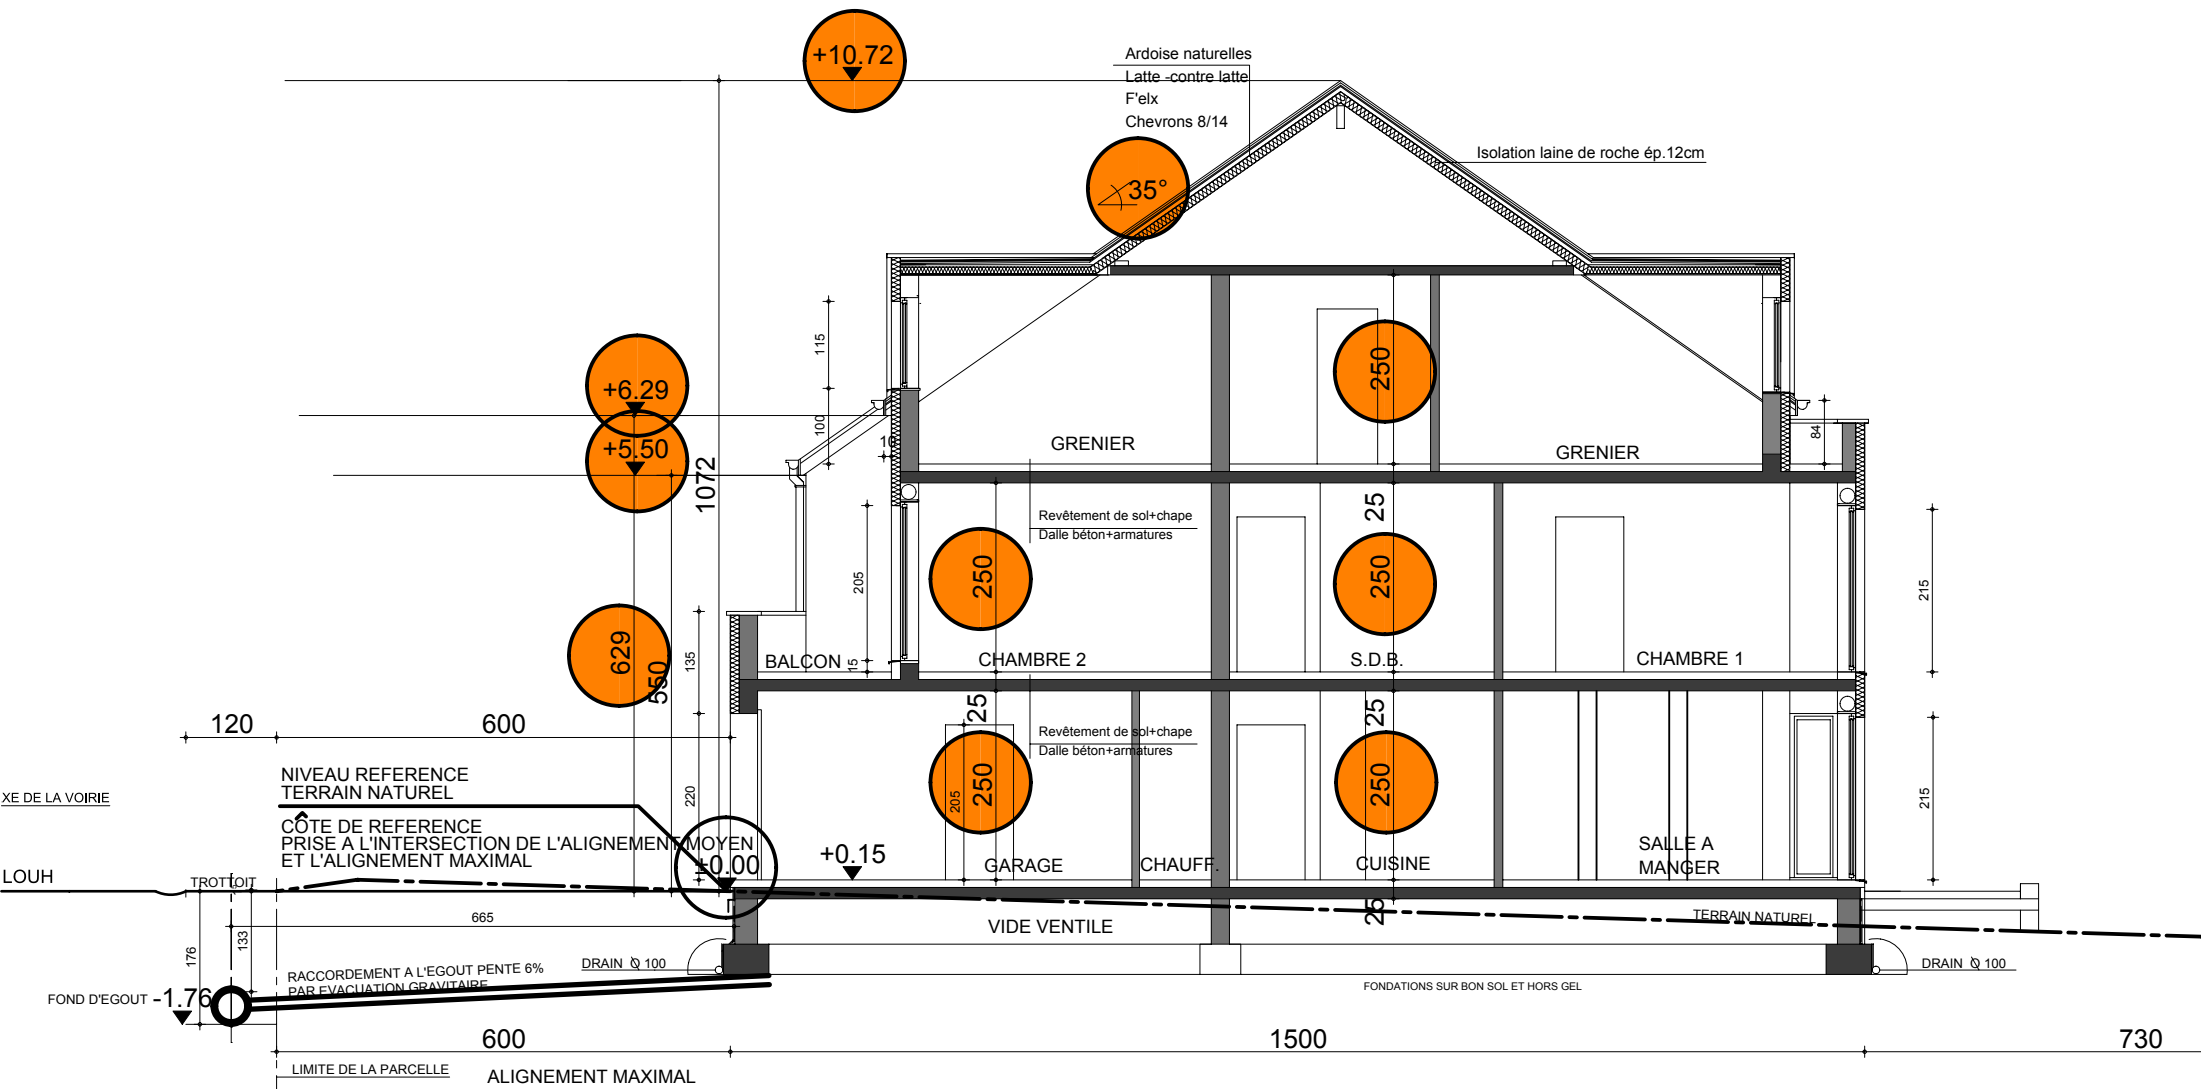 +10.72
Ardoise naturelles
Latte -contre latte
F'elx
Chevrons 8/14
Isolation laine de roche ép.12cm
35°
115
250
+6.29
100
10
84
+5.50
GRENIER
GRENIER
1072
25
Revêtement de sol+chape
Dalle béton+armatures
205
250
250
215
629
550
135
BALCON
15
CHAMBRE 2
S.D.B.
CHAMBRE 1
120
600
25
25
Revêtement de sol+chape
Dalle béton+armatures
NIVEAU REFERENCE
TERRAIN NATUREL
220
205
250
250
215
XE DE LA VOIRIE
CÔTE DE REFERENCE
PRISE A L'INTERSECTION DE L'ALIGNEMENT MOYEN
ET L'ALIGNEMENT MAXIMAL
+0.00
+0.15
GARAGE
CHAUFF.
CUISINE
SALLE A
MANGER
LOUH
TROTTOIT
665
VIDE VENTILE
25
TERRAIN NATUREL
176
133
DRAIN Ø 100
DRAIN Ø 100
RACCORDEMENT A L'EGOUT PENTE 6%
PAR EVACUATION GRAVITAIRE
FOND D'EGOUT -1.76
FONDATIONS SUR BON SOL ET HORS GEL
600
1500
730
LIMITE DE LA PARCELLE
ALIGNEMENT MAXIMAL